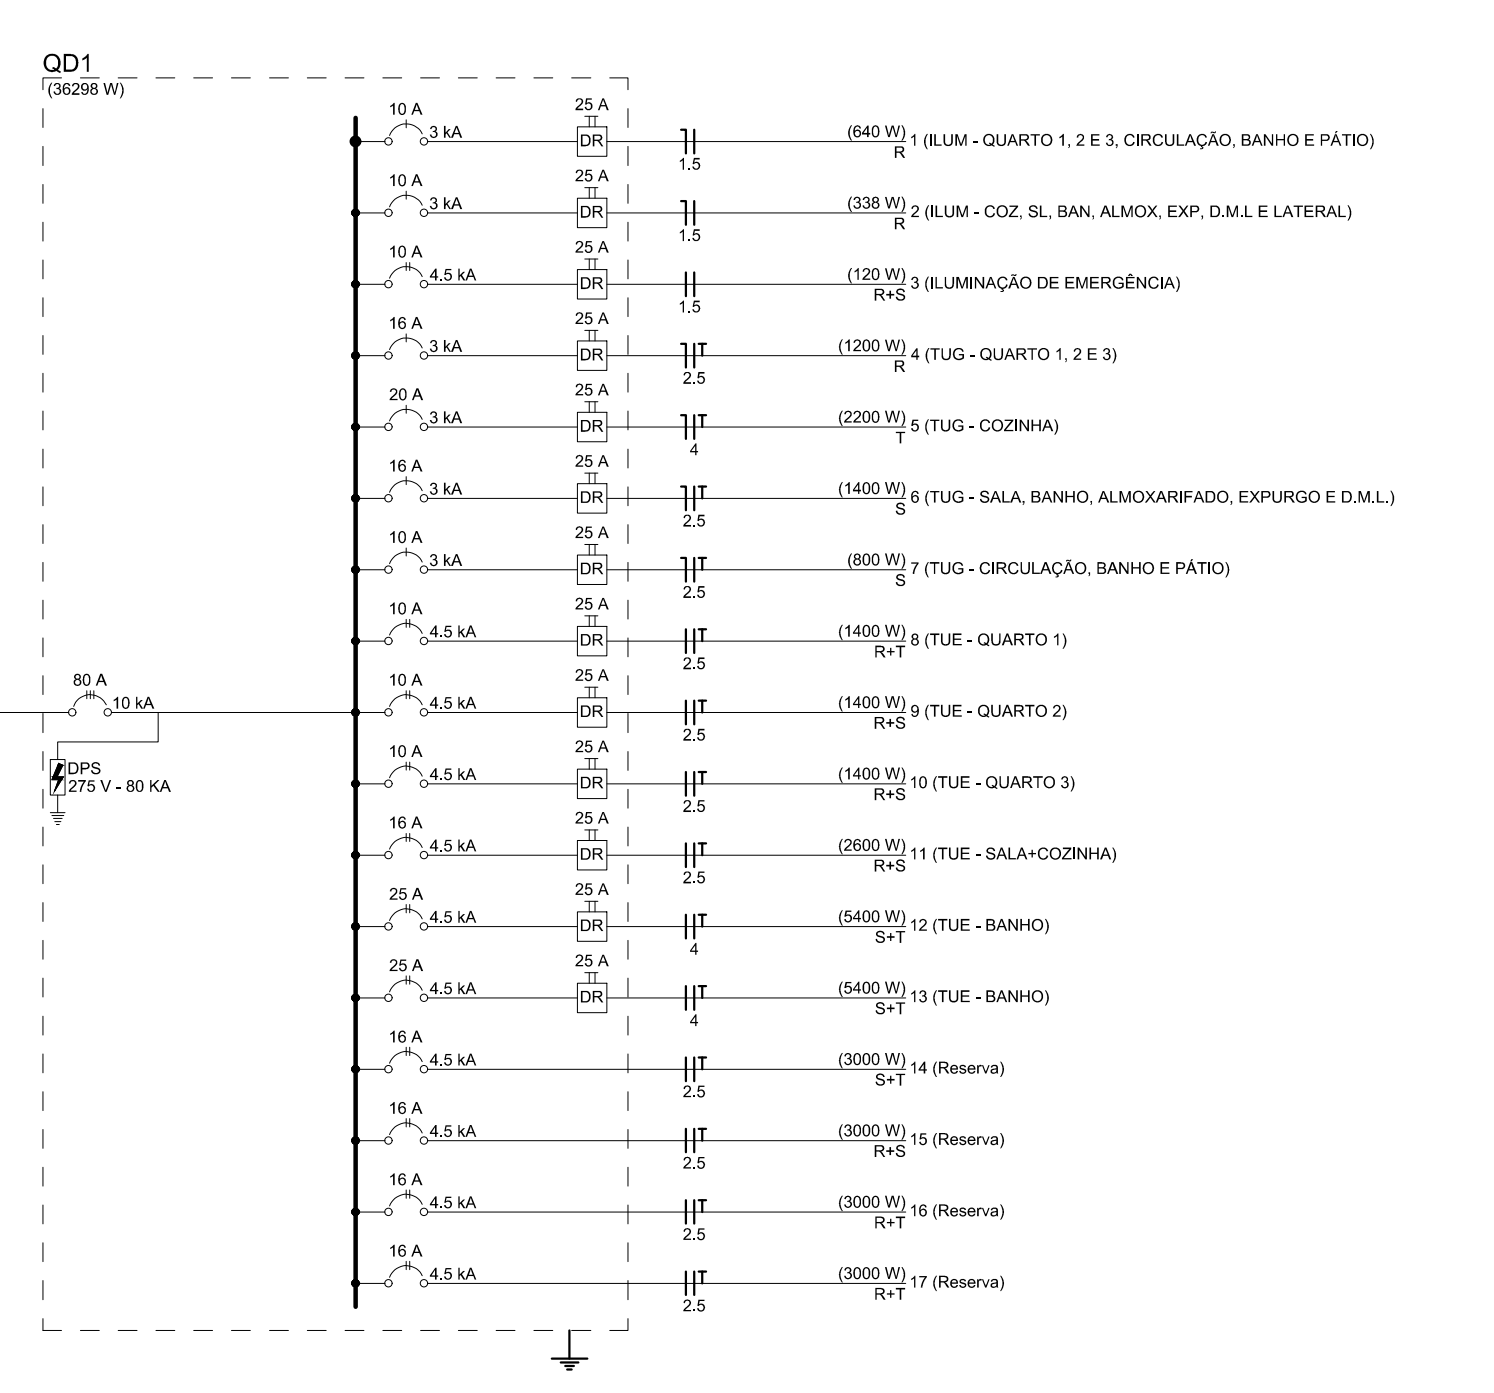 QD1
(36298 W)
10 A
3 kA
25 A
DR
1.5
(640 W)
R
1 (ILUM - QUARTO 1, 2 E 3, CIRCULAÇÃO, BANHO E PÁTIO)
10 A
3 kA
25 A
DR
1.5
(338 W)
R
2 (ILUM - COZ, SL, BAN, ALMOX, EXP, D.M.L E LATERAL)
10 A
4.5 kA
25 A
DR
1.5
(120 W)
R+S
3 (ILUMINAÇÃO DE EMERGÊNCIA)
16 A
3 kA
25 A
DR
T
2.5
(1200 W)
R
4 (TUG - QUARTO 1, 2 E 3)
20 A
3 kA
25 A
DR
T
4
(2200 W)
T
5 (TUG - COZINHA)
16 A
3 kA
25 A
DR
T
2.5
(1400 W)
S
6 (TUG - SALA, BANHO, ALMOXARIFADO, EXPURGO E D.M.L.)
10 A
3 kA
25 A
DR
T
2.5
(800 W)
S
7 (TUG - CIRCULAÇÃO, BANHO E PÁTIO)
10 A
4.5 kA
25 A
DR
T
2.5
(1400 W)
R+T
8 (TUE - QUARTO 1)
80 A
10 kA
DPS
275 V - 80 KA
10 A
4.5 kA
25 A
DR
T
2.5
(1400 W)
R+S
9 (TUE - QUARTO 2)
10 A
4.5 kA
25 A
DR
T
2.5
(1400 W)
R+S
10 (TUE - QUARTO 3)
16 A
4.5 kA
25 A
DR
T
2.5
(2600 W)
R+S
11 (TUE - SALA+COZINHA)
25 A
4.5 kA
25 A
DR
T
4
(5400 W)
S+T
12 (TUE - BANHO)
25 A
4.5 kA
25 A
DR
T
4
(5400 W)
S+T
13 (TUE - BANHO)
16 A
4.5 kA
T
2.5
(3000 W)
S+T
14 (Reserva)
16 A
4.5 kA
T
2.5
(3000 W)
R+S
15 (Reserva)
16 A
4.5 kA
T
2.5
(3000 W)
R+T
16 (Reserva)
16 A
4.5 kA
T
2.5
(3000 W)
R+T
17 (Reserva)